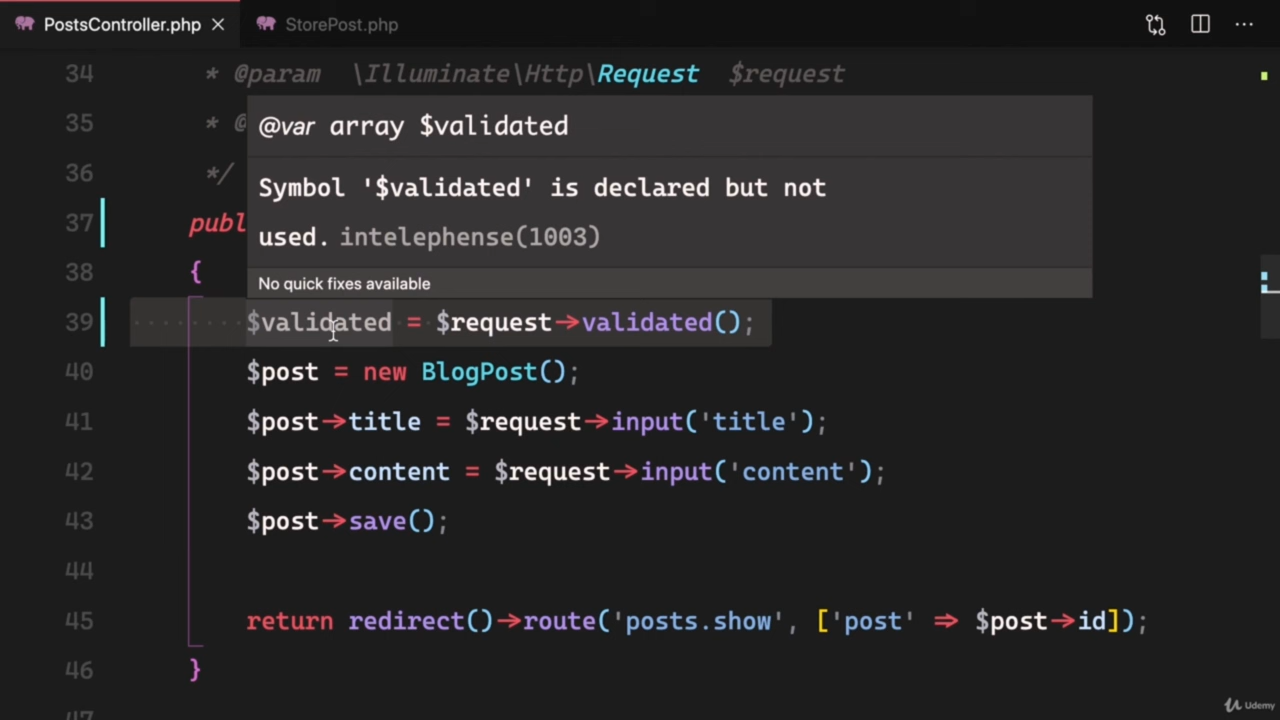 PostsController.php StorePost.php
34 * @param \Illuminate\Http\Request $request
35 * @
@var array $validated
36 */
Symbol '$validated' is declared but not
37 publ
used. intelephense(1003)
38 {
No quick fixes available
39 $validated = $request->validated();
40 $post = new BlogPost();
41 $post->title = $request->input('title');
42 $post->content = $request->input('content');
43 $post->save();
44
45 return redirect()->route('posts.show', ['post' => $post->id]);
46 }
47
Udemy